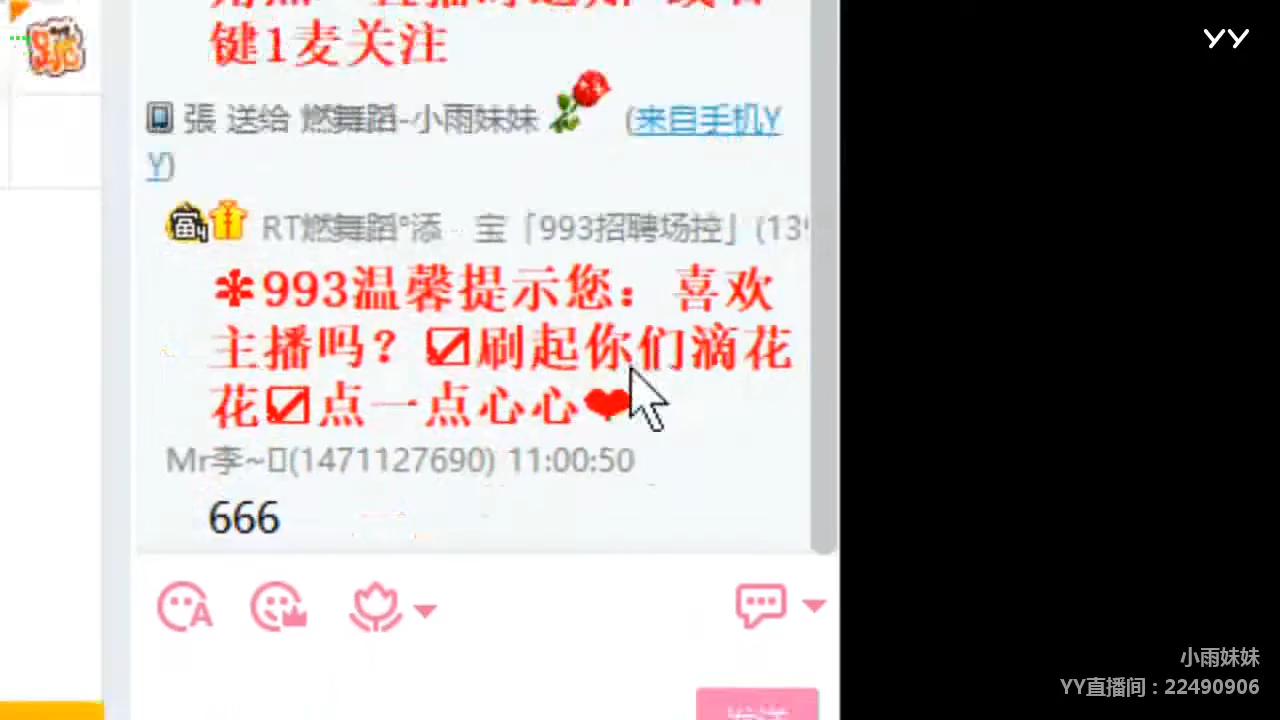 键1麦关注
YY
張 送给 燃舞蹈-小雨妹妹 (来自手机Y
Y)
RT燃舞蹈°添 宝「993招聘场控」(139
✻993温馨提示您：喜欢
主播吗？☑刷起你们滴花
花☑点一点心心❤
Mr李~▯(1471127690) 11:00:50
666
发送
小雨妹妹
YY直播间：22490906